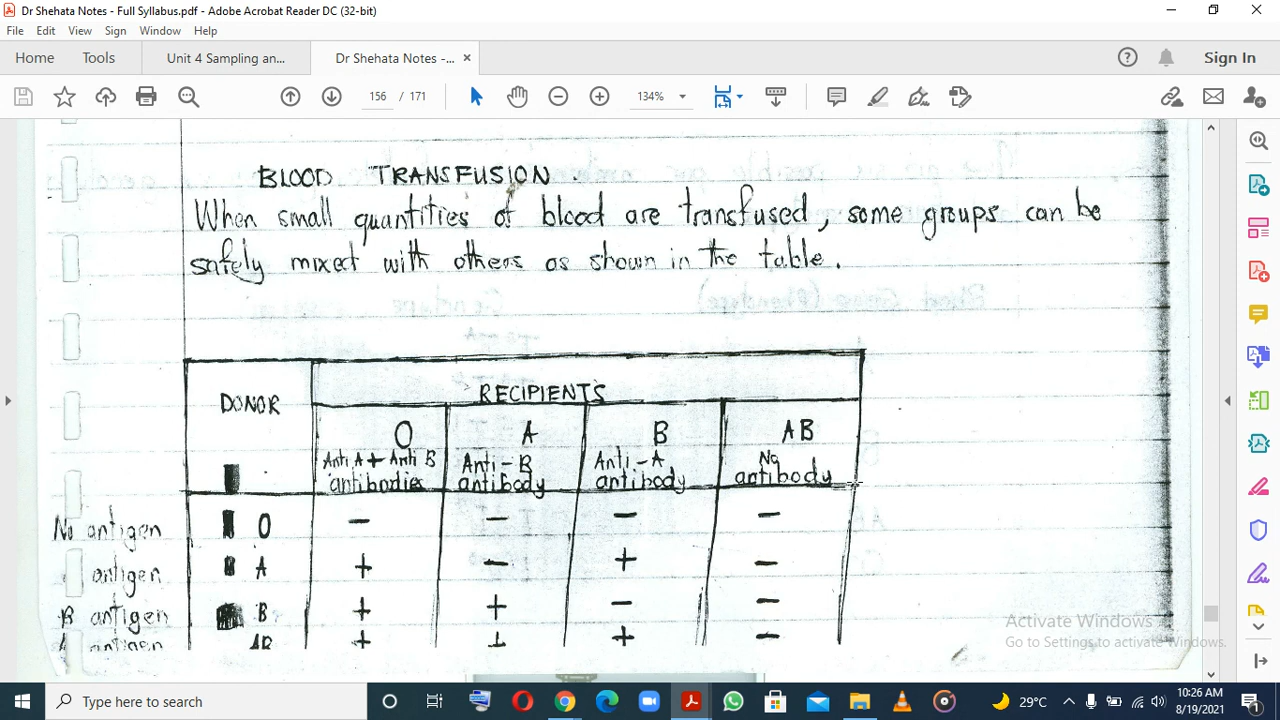 Dr Shehata Notes - Full Syllabus.pdf - Adobe Acrobat Reader DC (32-bit)
File Edit View Sign Window Help
Home Tools Unit 4 Sampling an... Dr Shehata Notes -... Sign In
156 / 171 134%
BLOOD TRANSFUSION.
When small quantities of blood are transfused, some groups can be
safely mixed with others as shown in the table.
DONOR RECIPIENTS
O A B AB
Anti A + Anti B antibodies Anti-B antibody Anti-A antibody No antibody
No antigen O - - - -
antigen A + - + -
B antigen B + + - -
A antigen AB + + + -
Activate Windows
Go to Settings to activate Windows.
Type here to search
29°C
:26 AM
8/19/2021